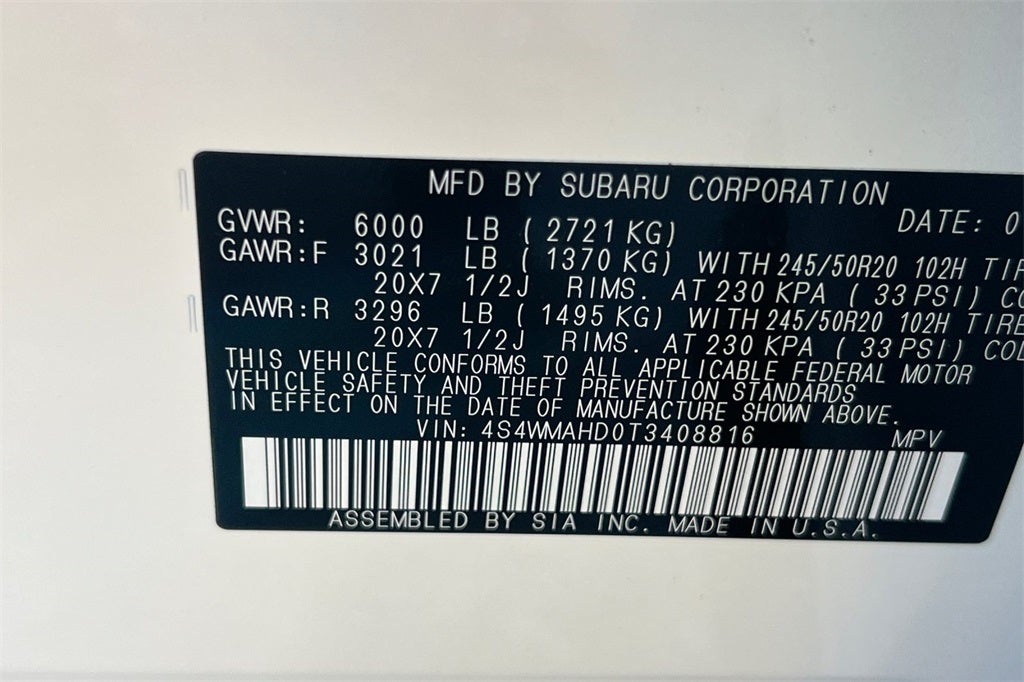 MFD BY SUBARU CORPORATION
GVWR: 6000 LB ( 2721 KG) DATE: 0
GAWR:F 3021 LB ( 1370 KG) WITH 245/50R20 102H TIR
20X7 1/2J RIMS. AT 230 KPA ( 33 PSI) CO
GAWR:R 3296 LB ( 1495 KG) WITH 245/50R20 102H TIRE
20X7 1/2J RIMS. AT 230 KPA ( 33 PSI) COL
THIS VEHICLE CONFORMS TO ALL APPLICABLE FEDERAL MOTOR
VEHICLE SAFETY AND THEFT PREVENTION STANDARDS
IN EFFECT ON THE DATE OF MANUFACTURE SHOWN ABOVE.
VIN: 4S4WMAHD0T3408816 MPV
ASSEMBLED BY SIA INC. MADE IN U.S.A.